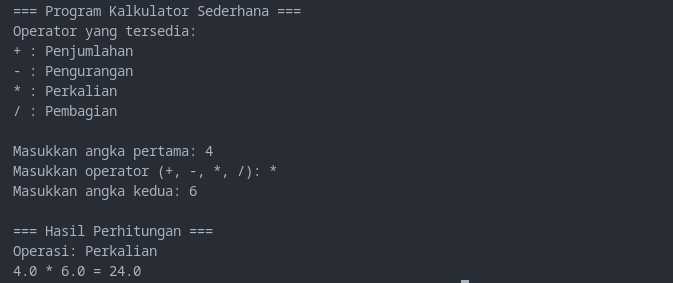 === Program Kalkulator Sederhana ===
Operator yang tersedia:
+ : Penjumlahan
- : Pengurangan
* : Perkalian
/ : Pembagian
Masukkan angka pertama: 4
Masukkan operator (+, -, *, /): *
Masukkan angka kedua: 6
=== Hasil Perhitungan ===
Operasi: Perkalian
4.0 * 6.0 = 24.0